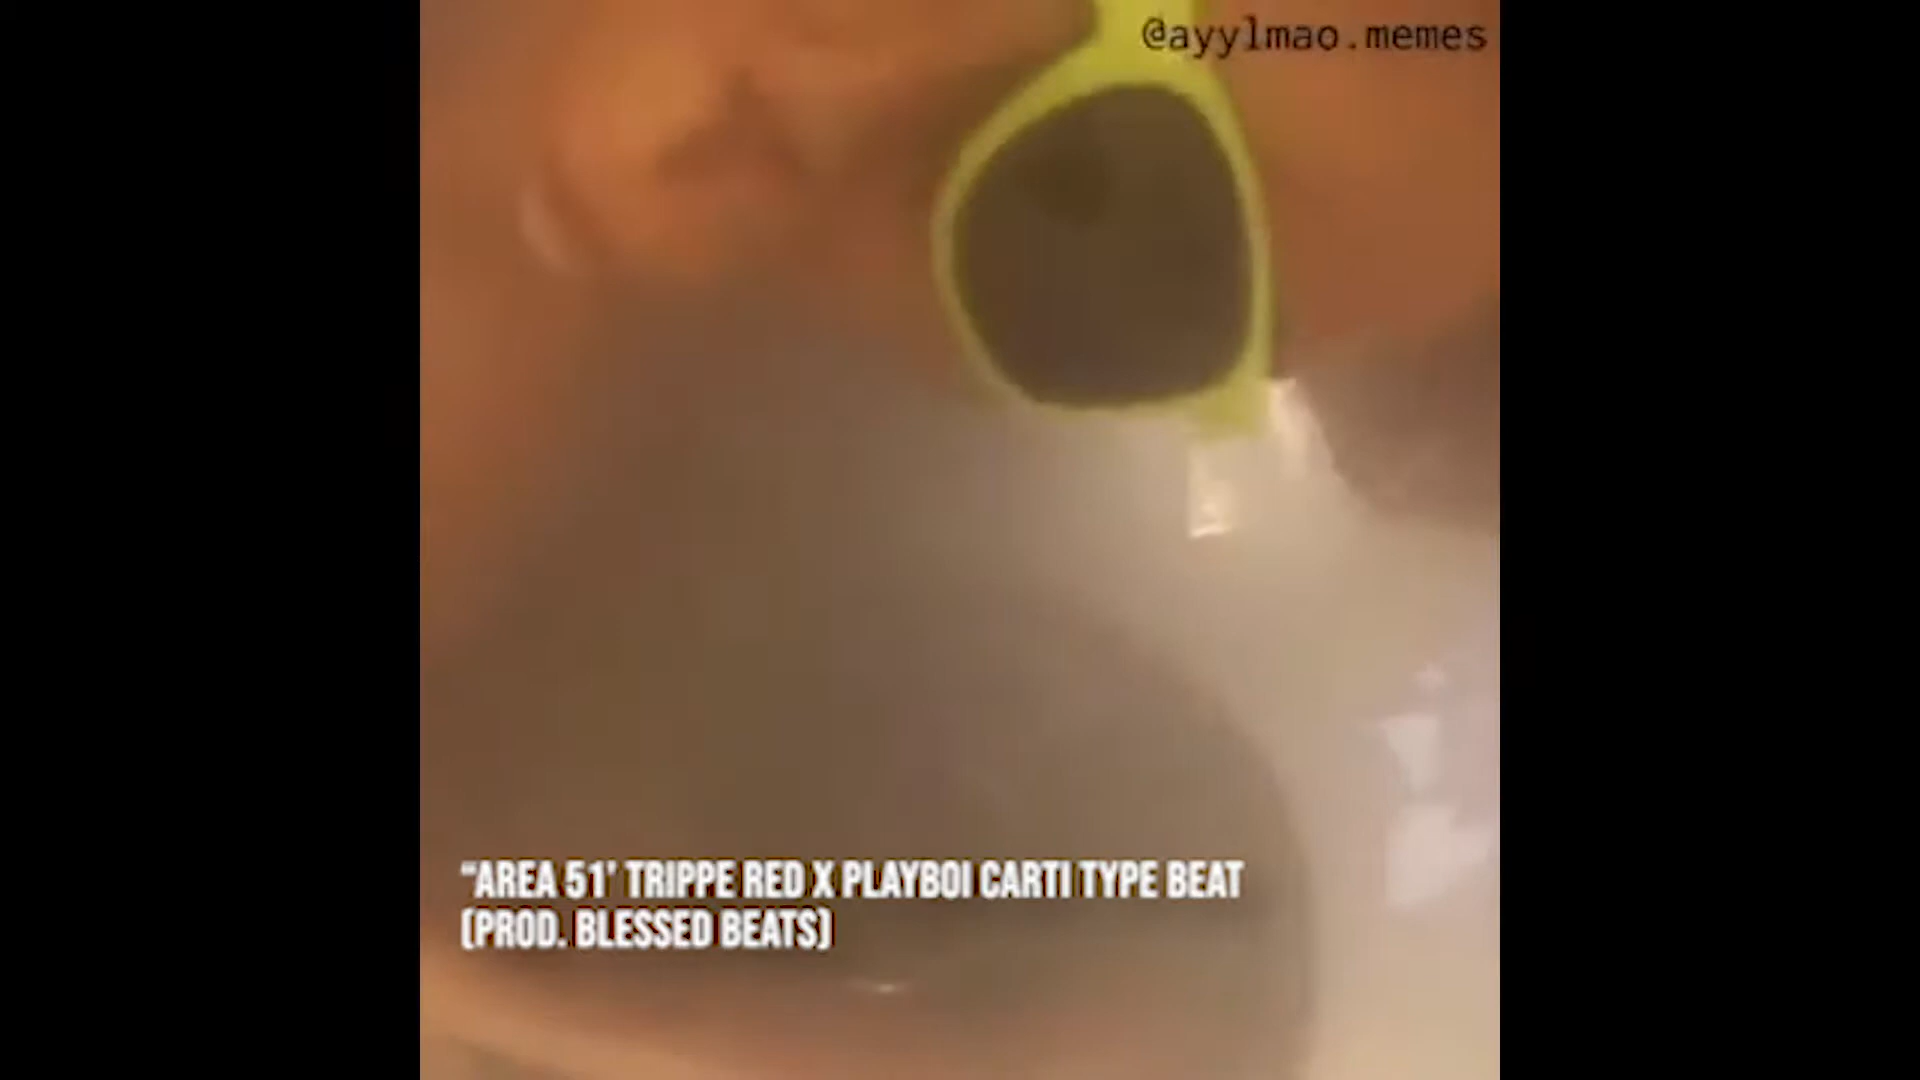 @ayylmao.memes
“AREA 51’ TRIPPE RED X PLAYBOI CARTI TYPE BEAT
(PROD. BLESSED BEATS)